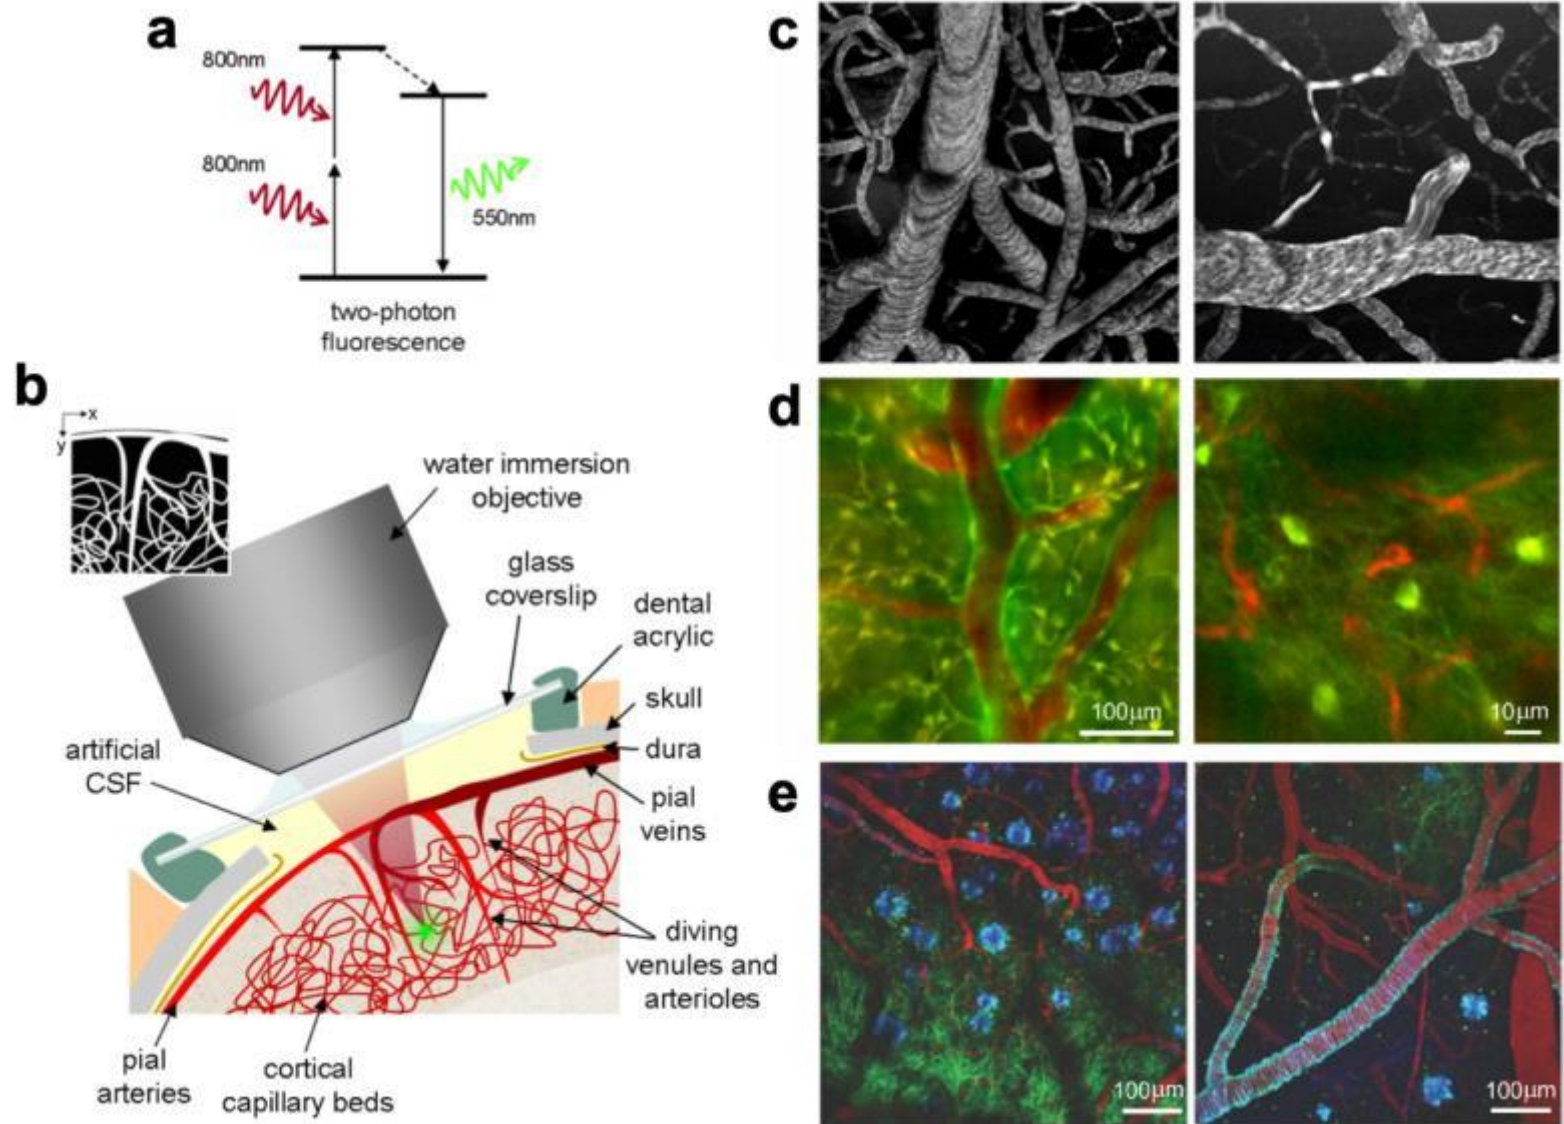 a
800nm
800nm
550nm
two-photon
fluorescence
b
x
y
water immersion
objective
glass
coverslip
dental
acrylic
skull
dura
artificial
CSF
pial
veins
diving
venules and
arterioles
pial
arteries
cortical
capillary beds
c
d
100μm
10μm
e
100μm
100μm